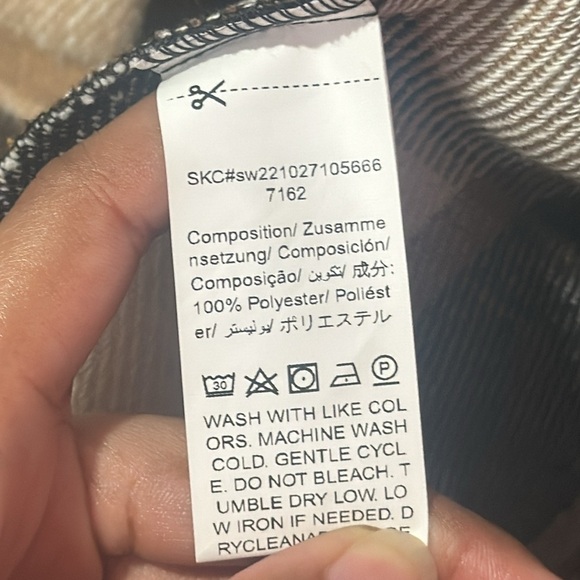 SKC#sw221027105666
7162
Composition/ Zusamme
nsetzung/ Composición/
Composição/ تكوين/ 成分:
100% Polyester/ Poliést
er/ بوليستر/ ポリエステル
30
P
WASH WITH LIKE COL
ORS. MACHINE WASH
COLD. GENTLE CYCL
E. DO NOT BLEACH. T
UMBLE DRY LOW. LO
W IRON IF NEEDED. D